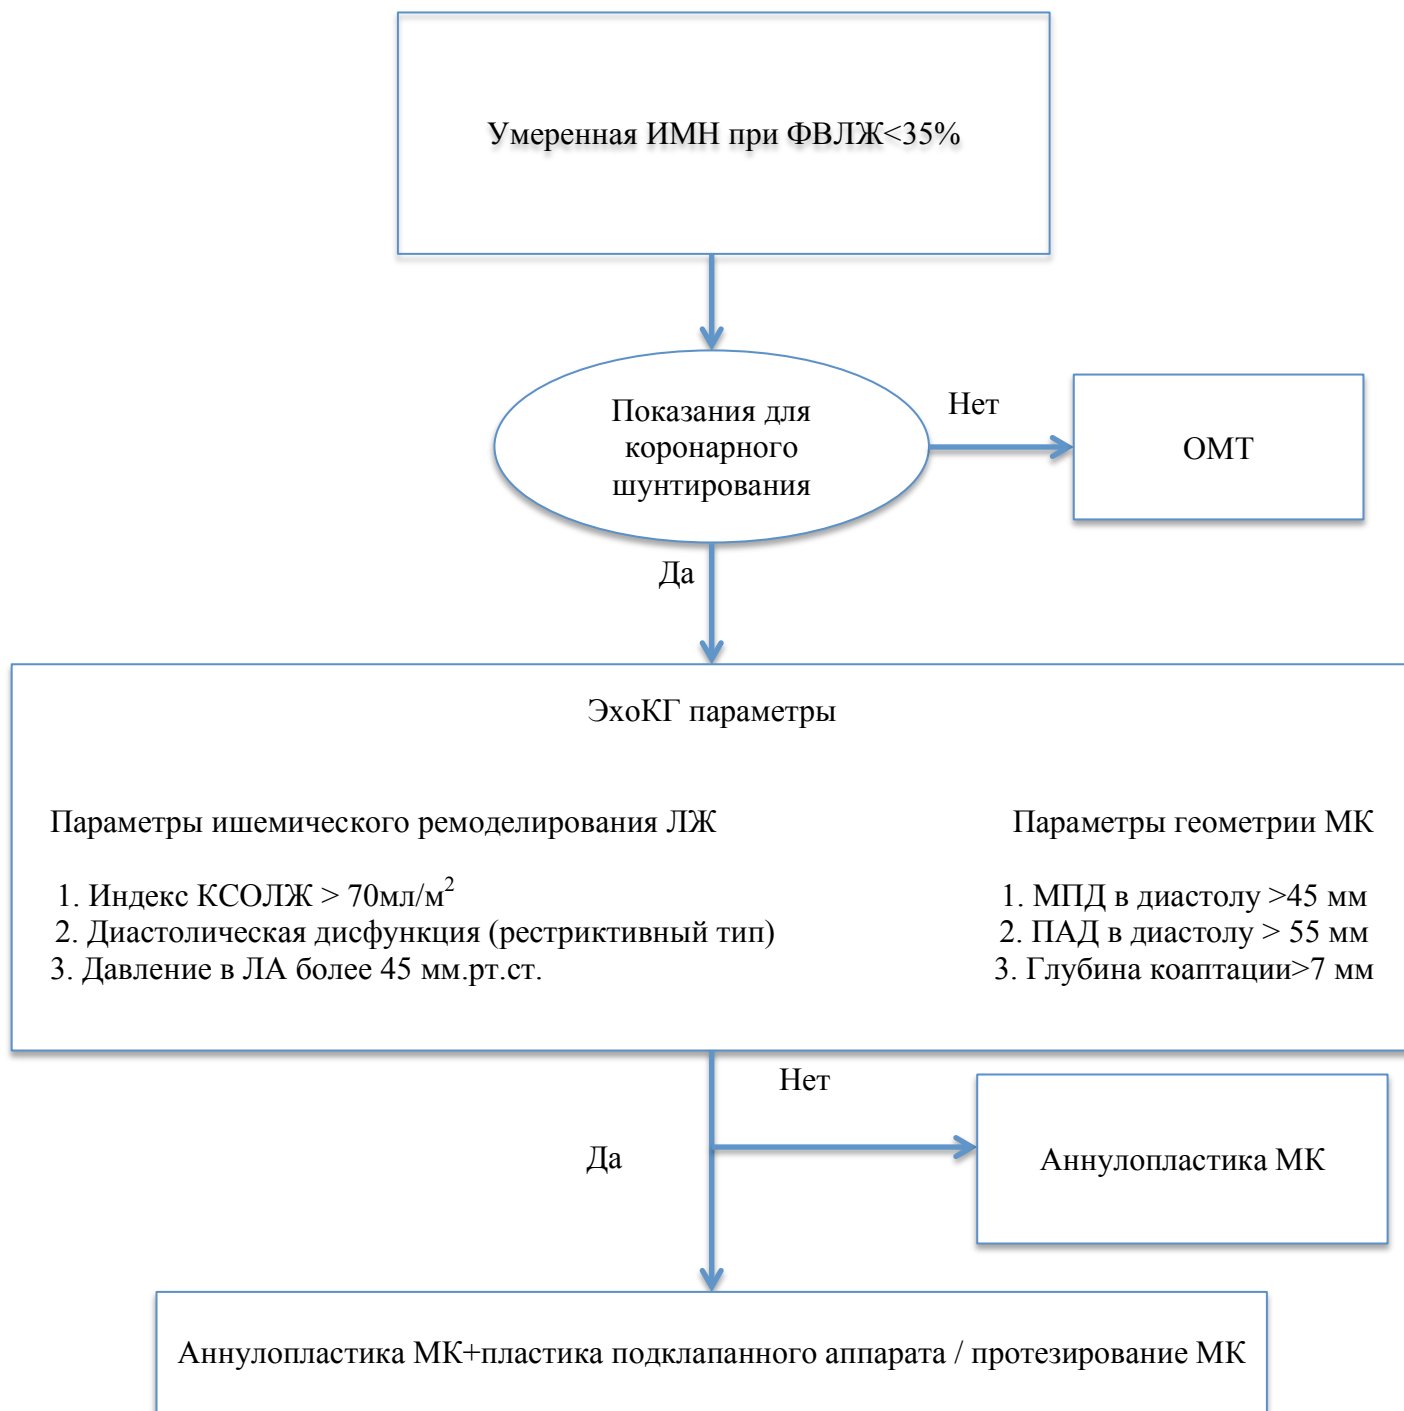 Умеренная ИМН при ФВЛЖ<35%
Показания для
коронарного
шунтирования
Нет
ОМТ
Да
ЭхоКГ параметры
Параметры ишемического ремоделирования ЛЖ
1. Индекс КСОЛЖ > 70мл/м²
2. Диастолическая дисфункция (рестриктивный тип)
3. Давление в ЛА более 45 мм.рт.ст.
Параметры геометрии МК
1. МПД в диастолу >45 мм
2. ПАД в диастолу > 55 мм
3. Глубина коаптации>7 мм
Нет
Да
Аннулопластика МК
Аннулопластика МК+пластика подклапанного аппарата / протезирование МК